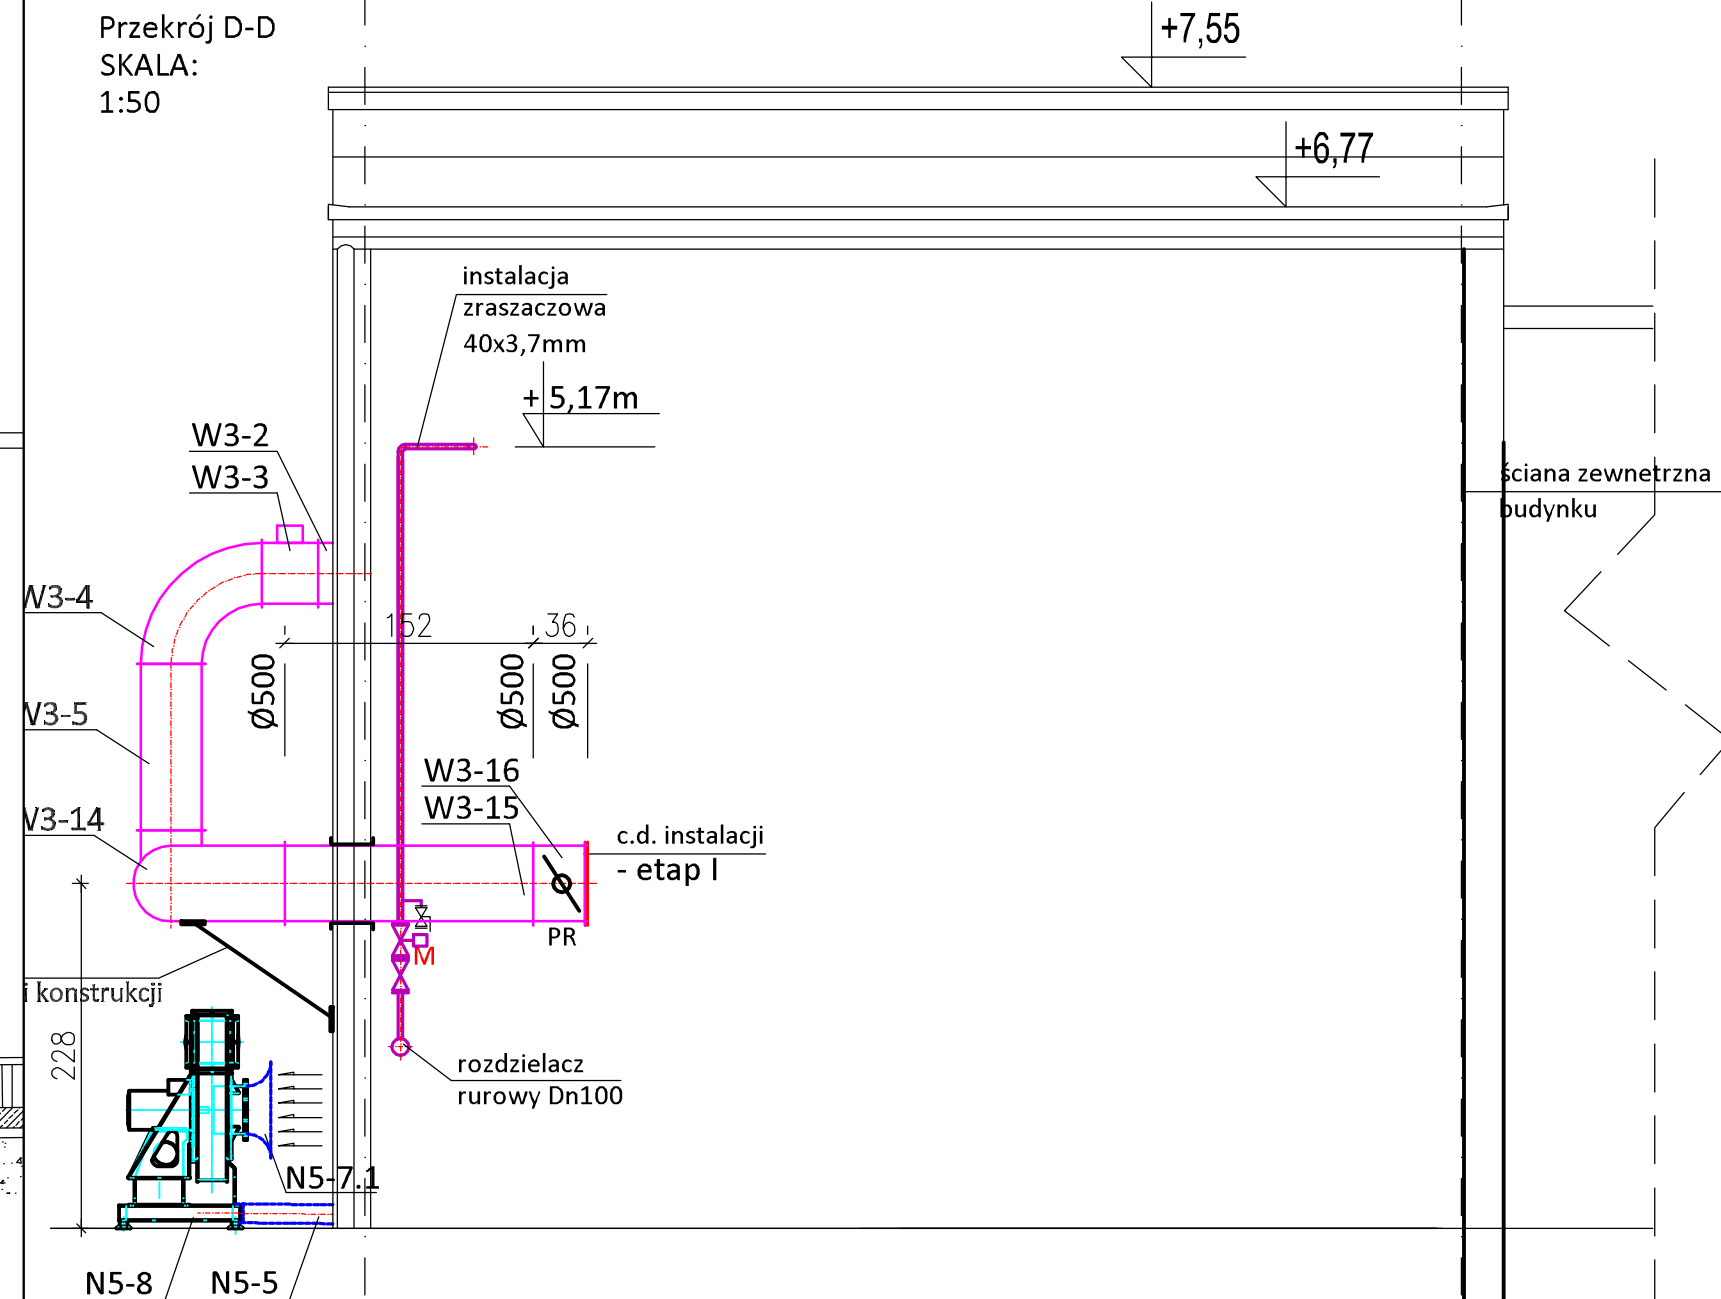 Przekrój D-D
SKALA:
1:50
+7,55
+6,77
instalacja
zraszaczowa
40x3,7mm
+ 5,17m
W3-2
W3-3
ściana zewnetrzna
budynku
W3-4
152
36
Ø500
Ø500
Ø500
W3-5
W3-16
W3-15
W3-14
c.d. instalacji
- etap I
PR
M
i konstrukcji
228
rozdzielacz
rurowy Dn100
N5-7.1
N5-8
N5-5